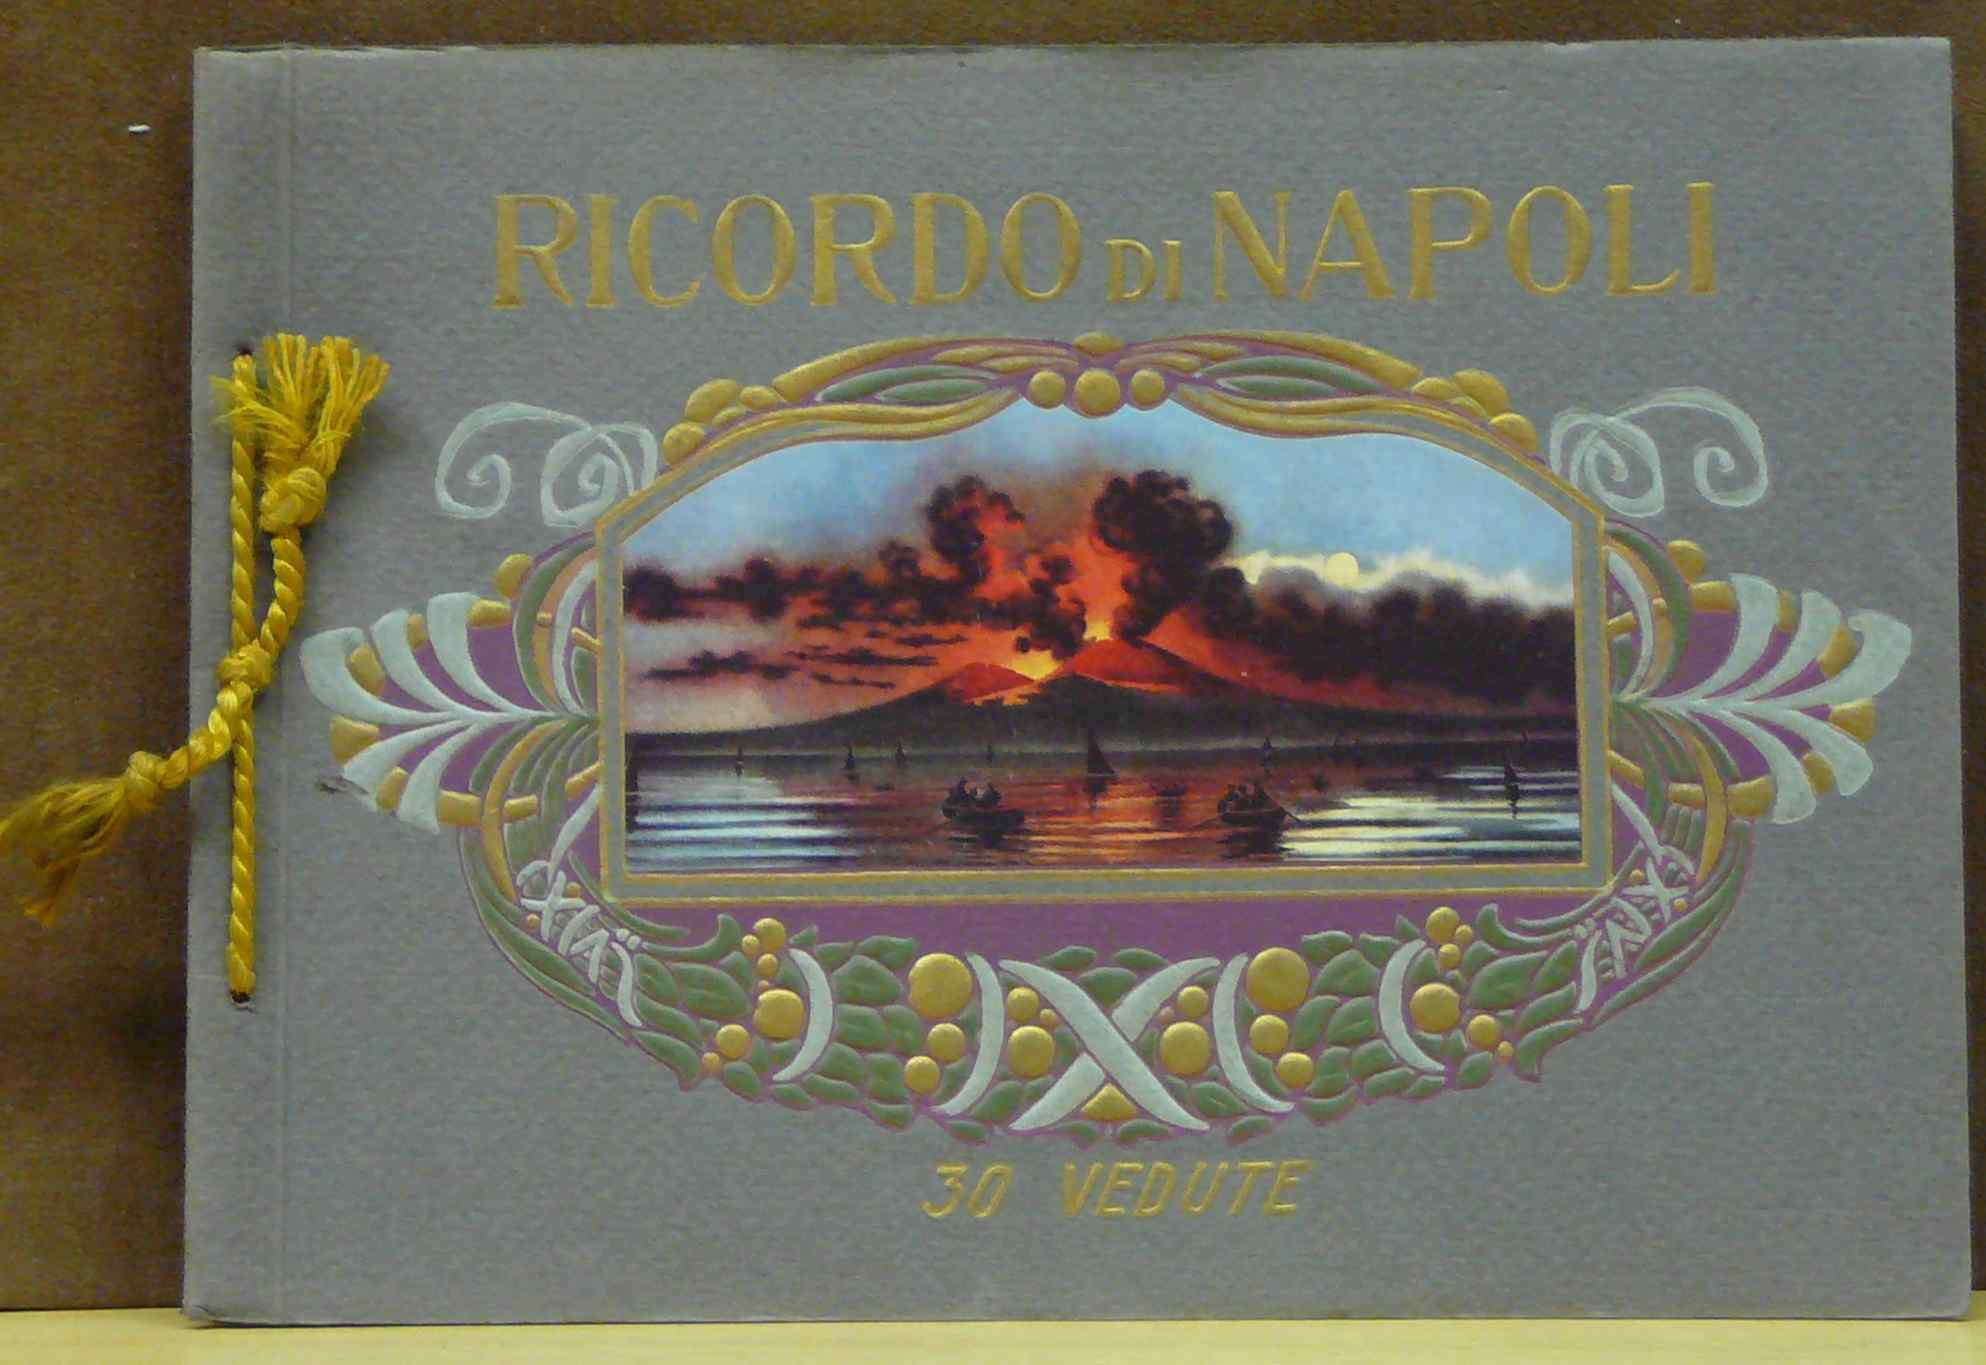 RICORDO DI NAPOLI
30 VEDUTE